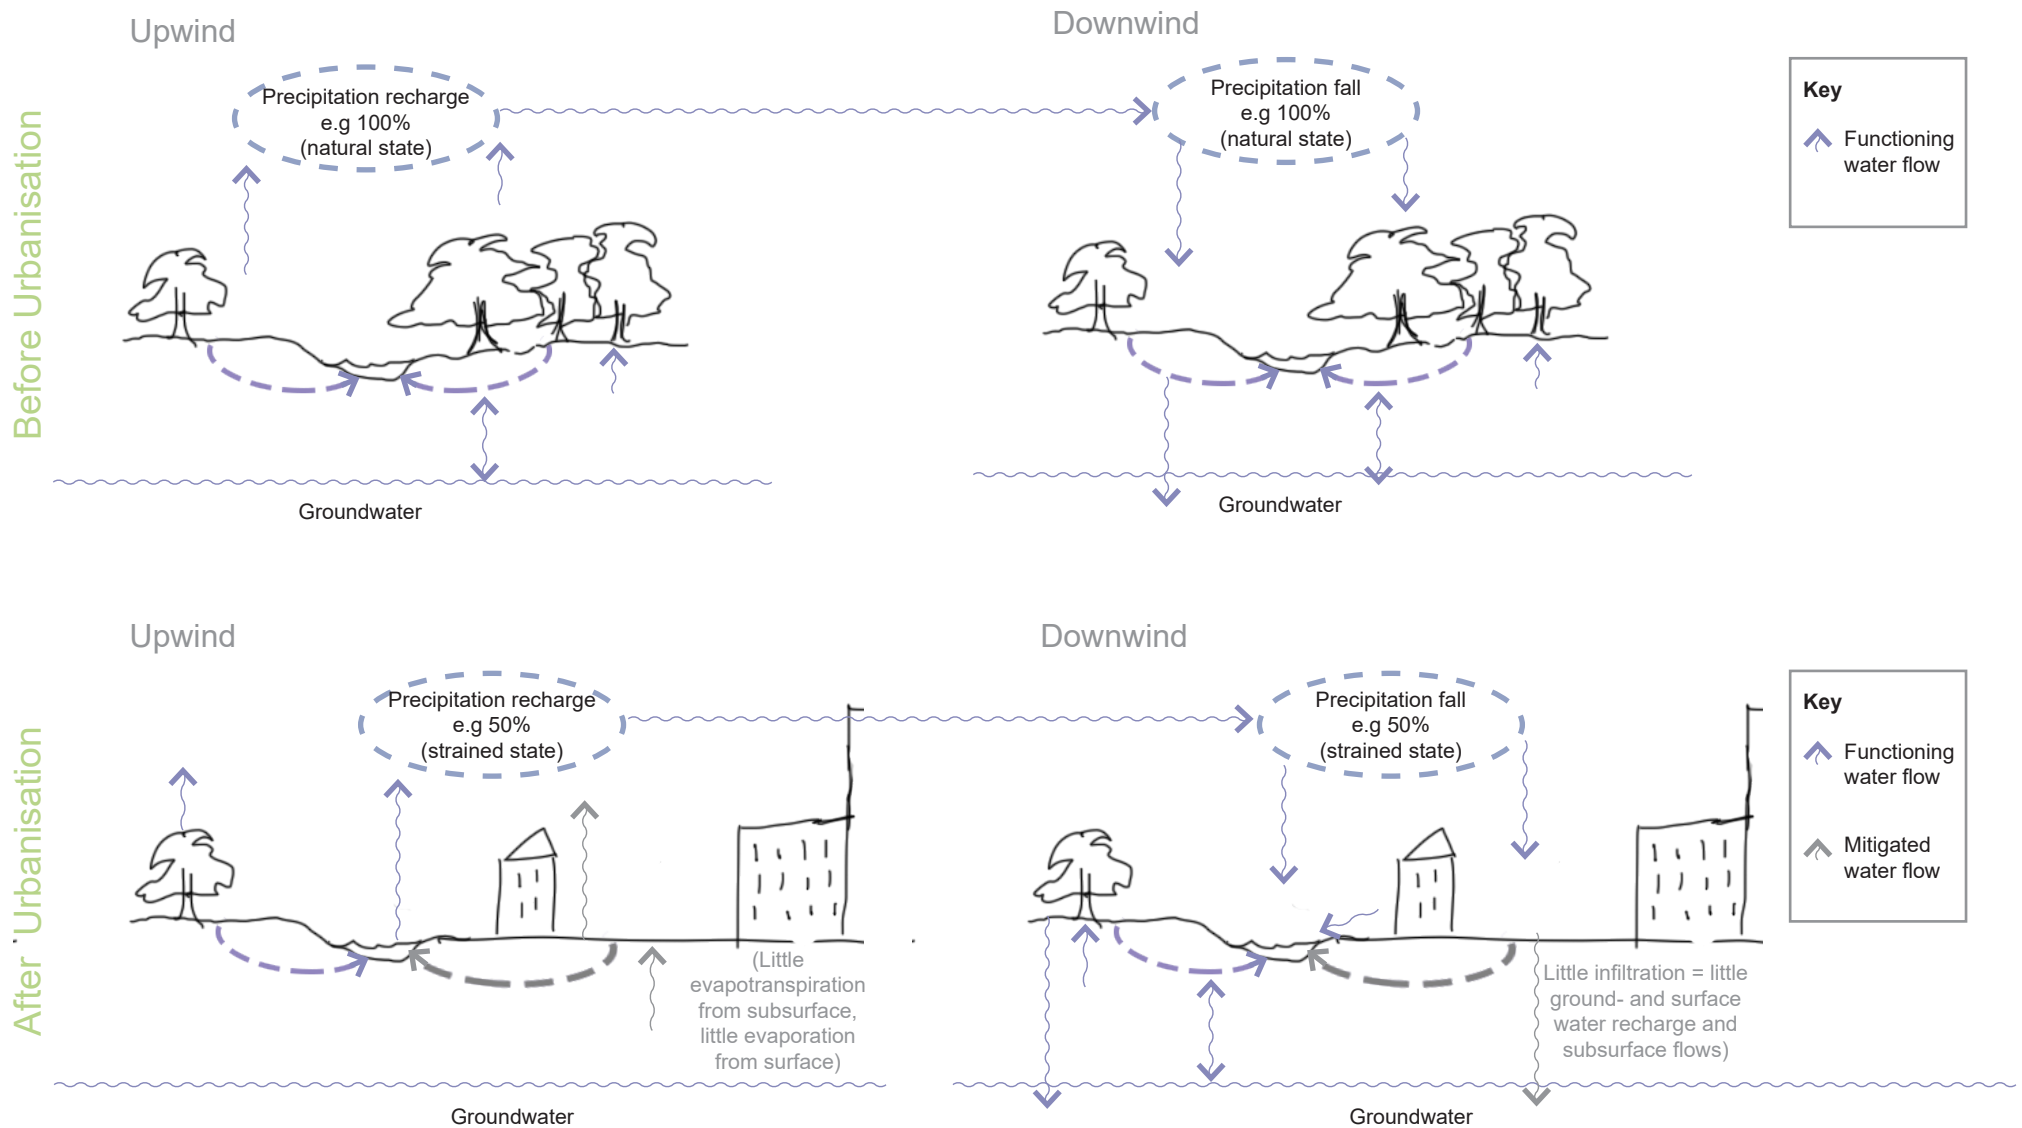 Before Urbanisation
Upwind
Precipitation recharge
e.g 100%
(natural state)
Groundwater
Downwind
Precipitation fall
e.g 100%
(natural state)
Groundwater
Key
Functioning
water flow
After Urbanisation
Upwind
Precipitation recharge
e.g 50%
(strained state)
(Little
evapotranspiration
from subsurface,
little evaporation
from surface)
Groundwater
Downwind
Precipitation fall
e.g 50%
(strained state)
Little infiltration = little
ground- and surface
water recharge and
subsurface flows)
Groundwater
Key
Functioning
water flow
Mitigated
water flow